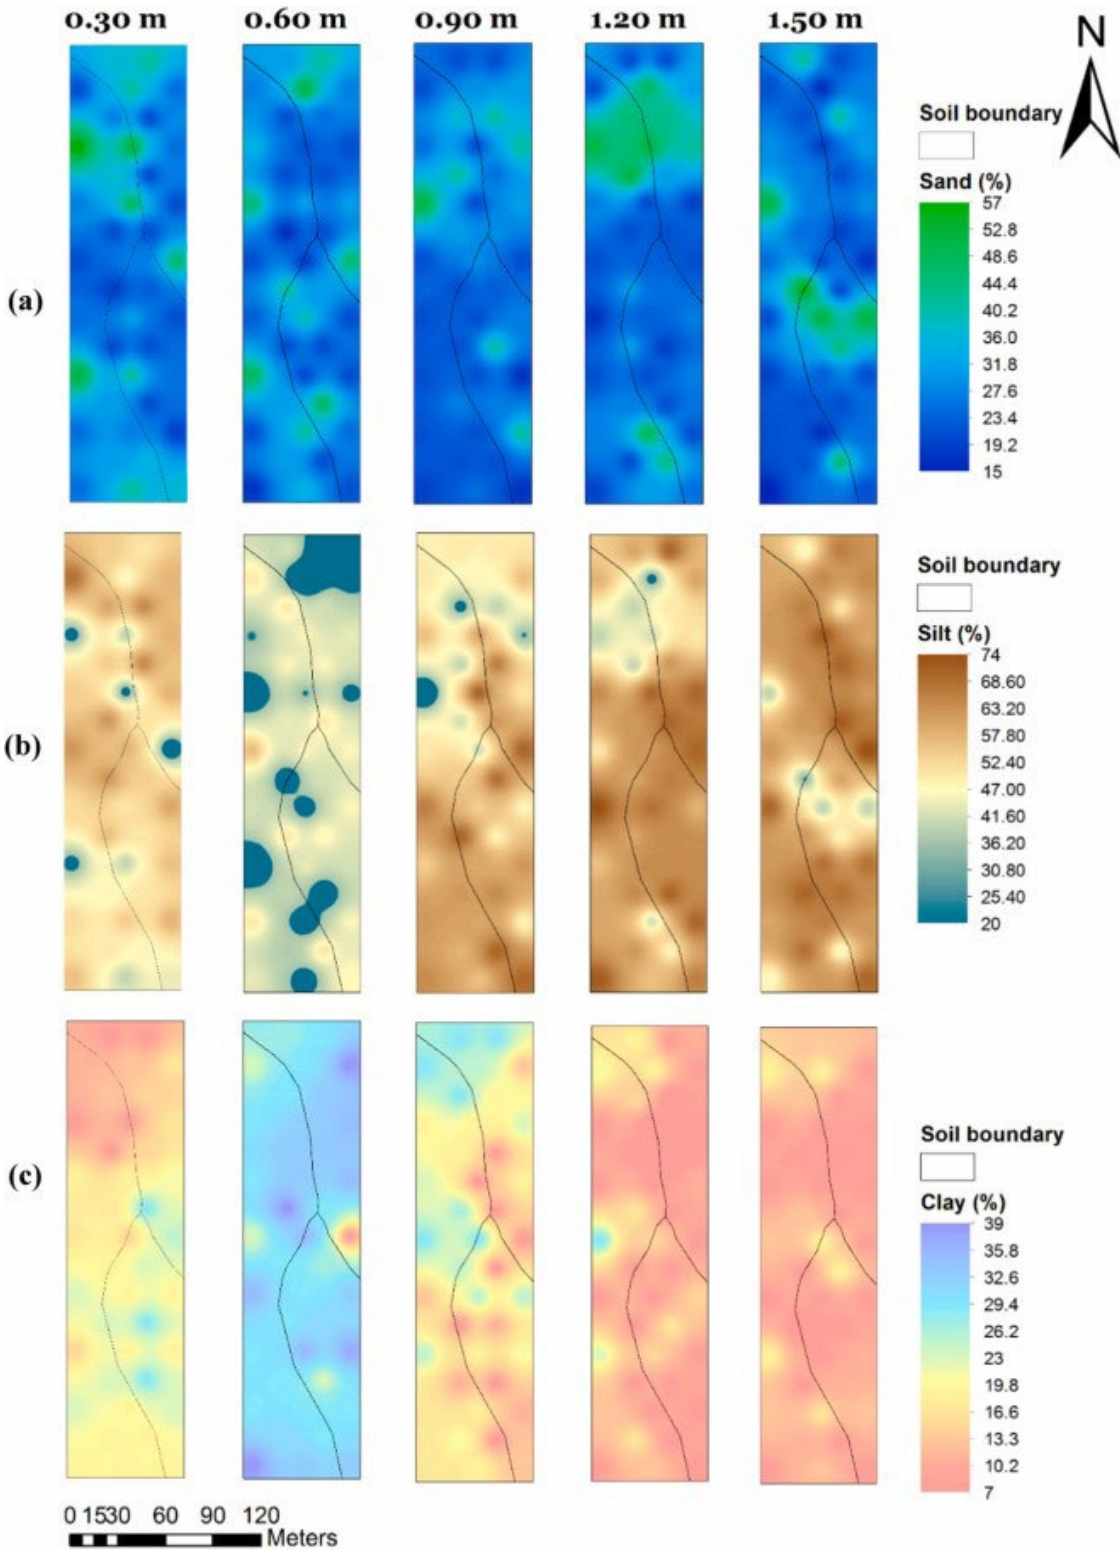 0.30 m 0.60 m 0.90 m 1.20 m 1.50 m
N
(a)
Soil boundary
Sand (%)
57
52.8
48.6
44.4
40.2
36.0
31.8
27.6
23.4
19.2
15
(b)
Soil boundary
Silt (%)
74
68.60
63.20
57.80
52.40
47.00
41.60
36.20
30.80
25.40
20
(c)
Soil boundary
Clay (%)
39
35.8
32.6
29.4
26.2
23
19.8
16.6
13.3
10.2
7
0 1530 60 90 120
Meters